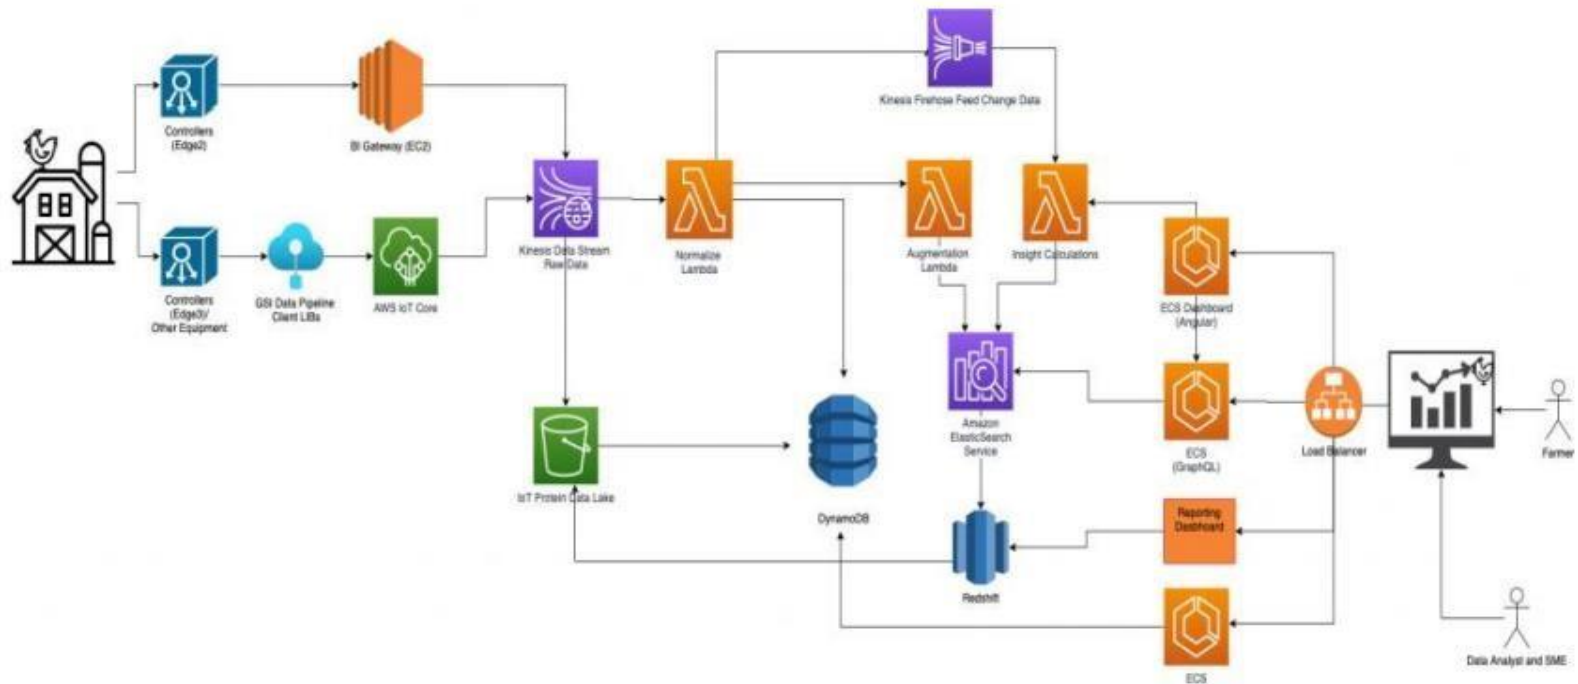 Kinesis Firehose Feed Change Data
Controllers
(Edge2)
BI Gateway (EC2)
Kinesis Data Stream
Raw Data
Normalize
Lambda
Augmentation
Lambda
Insight Calculations
Controllers
(Edge3)/
Other Equipment
GSI Data Pipeline
Client LIBs
AWS IoT Core
ECS Dashboard
(Angular)
Amazon
ElasticSearch
Service
ECS
(GraphQL)
Load Balancer
Farmer
IoT Protein Data Lake
DynamoDB
Reporting
Redshift
ECS
Data Analyst and SME